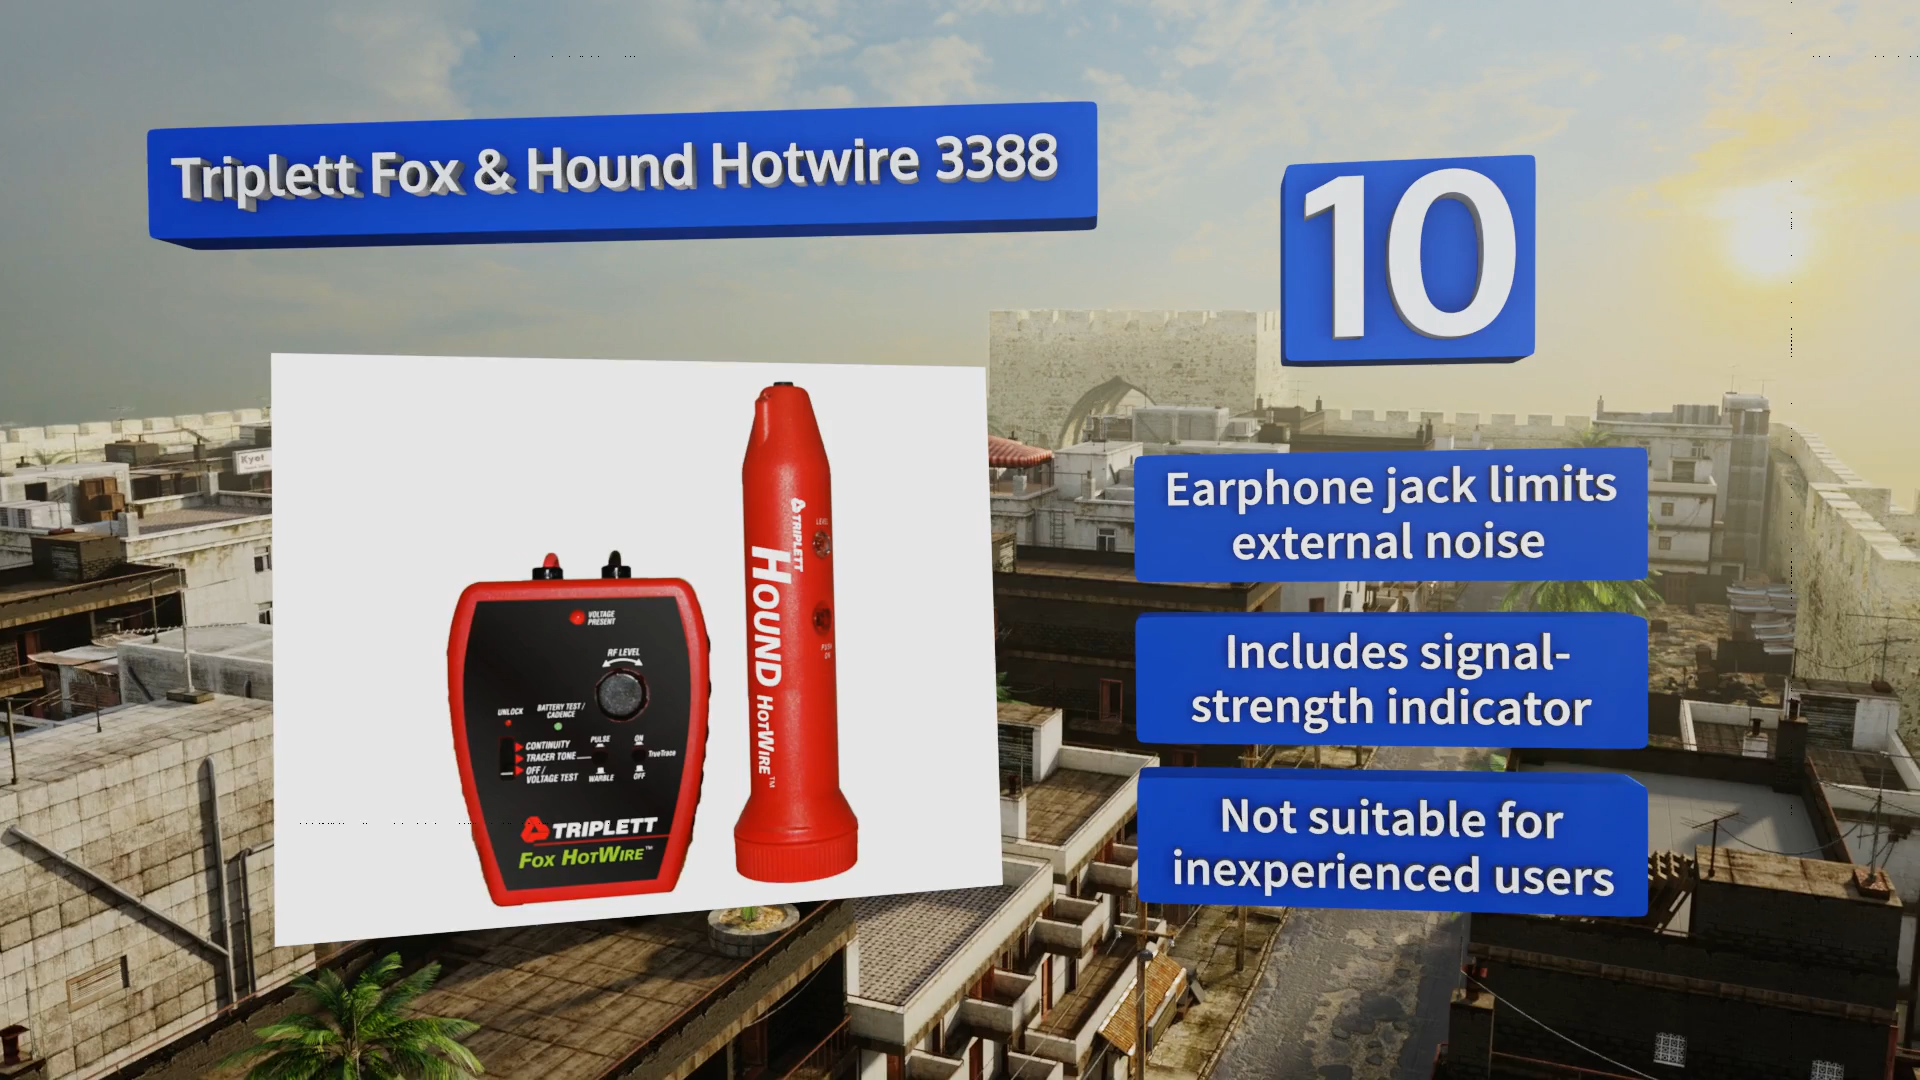 Triplett Fox & Hound Hotwire 3388
10
Earphone jack limits
external noise
Includes signal-
strength indicator
Not suitable for
inexperienced users
Kyet
VOLTAGE
PRESENT
RF LEVEL
UNLOCK
BATTERY TEST /
CADENCE
CONTINUITY
TRACER TONE
OFF /
VOLTAGE TEST
PULSE
WARBLE
ON
TrueTrace
OFF
TRIPLETT
FOX HOTWIRE™
TRIPLETT
HOUND HOTWIRE™
LEVEL